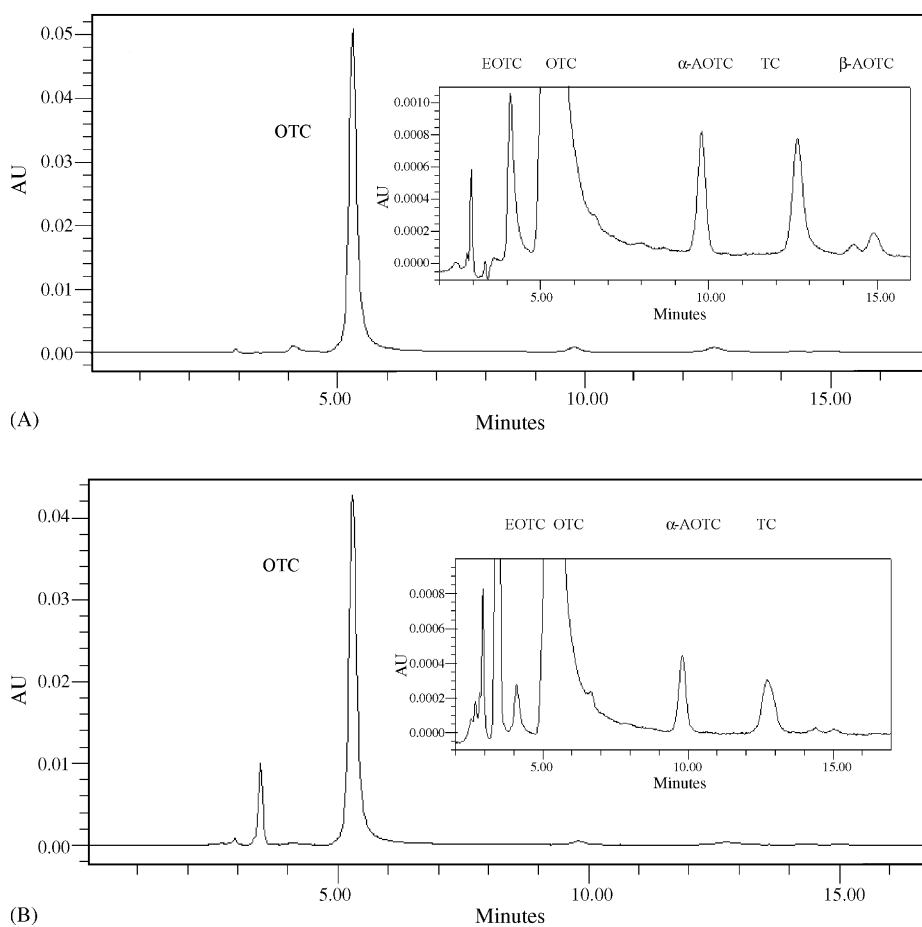 0.05
0.04
0.03
0.02
0.01
0.00
AU
OTC
EOTC OTC α-AOTC TC β-AOTC
0.0010
0.0008
0.0006
0.0004
0.0002
0.0000
AU
5.00 10.00 15.00
Minutes
5.00 10.00 15.00
Minutes
(A)
0.04
0.03
0.02
0.01
0.00
AU
OTC
EOTC OTC α-AOTC TC
0.0008
0.0006
0.0004
0.0002
0.0000
AU
5.00 10.00 15.00
Minutes
5.00 10.00 15.00
Minutes
(B)